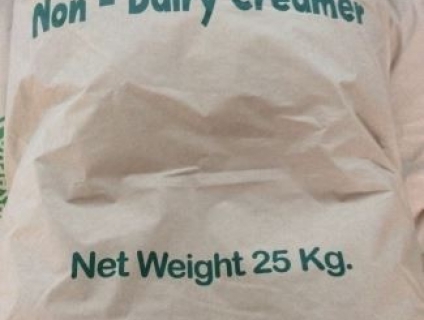 Non - Dairy Creamer
Net Weight 25 Kg.